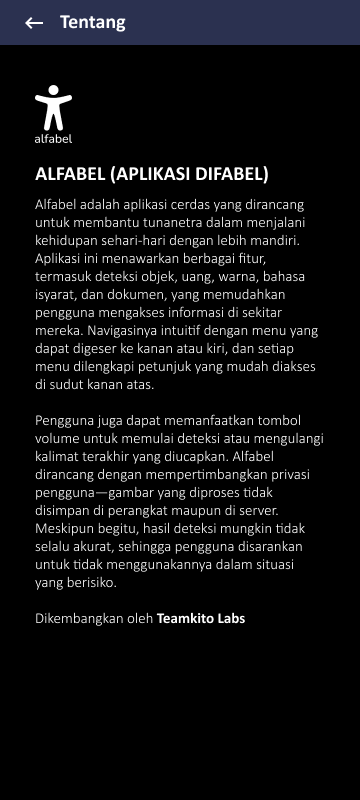 Tentang
alfabel
ALFABEL (APLIKASI DIFABEL)
Alfabel adalah aplikasi cerdas yang dirancang
untuk membantu tunanetra dalam menjalani
kehidupan sehari-hari dengan lebih mandiri.
Aplikasi ini menawarkan berbagai fitur,
termasuk deteksi objek, uang, warna, bahasa
isyarat, dan dokumen, yang memudahkan
pengguna mengakses informasi di sekitar
mereka. Navigasinya intuitif dengan menu yang
dapat digeser ke kanan atau kiri, dan setiap
menu dilengkapi petunjuk yang mudah diakses
di sudut kanan atas.
Pengguna juga dapat memanfaatkan tombol
volume untuk memulai deteksi atau mengulangi
kalimat terakhir yang diucapkan. Alfabel
dirancang dengan mempertimbangkan privasi
pengguna—gambar yang diproses tidak
disimpan di perangkat maupun di server.
Meskipun begitu, hasil deteksi mungkin tidak
selalu akurat, sehingga pengguna disarankan
untuk tidak menggunakannya dalam situasi
yang berisiko.
Dikembangkan oleh Teamkito Labs